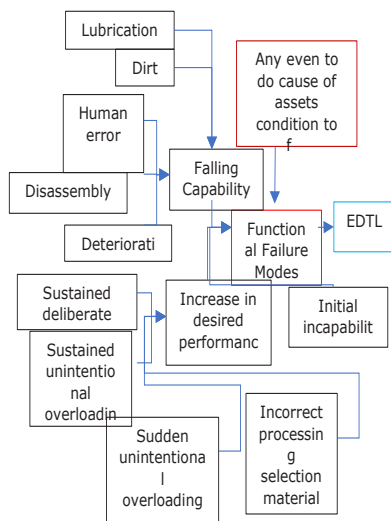 Lubrication
Dirt
Any even to
do cause of
assets
condition to
f
Human
error
Falling
Capability
Disassembly
Function
al Failure
Modes
EDTL
Deteriorati
Sustained
deliberate
Increase in
desired
performanc
Initial
incapabilit
Sustained
unintentio
nal
overloadin
Incorrect
processin
g
selection
material
Sudden
unintentiona
l
overloading